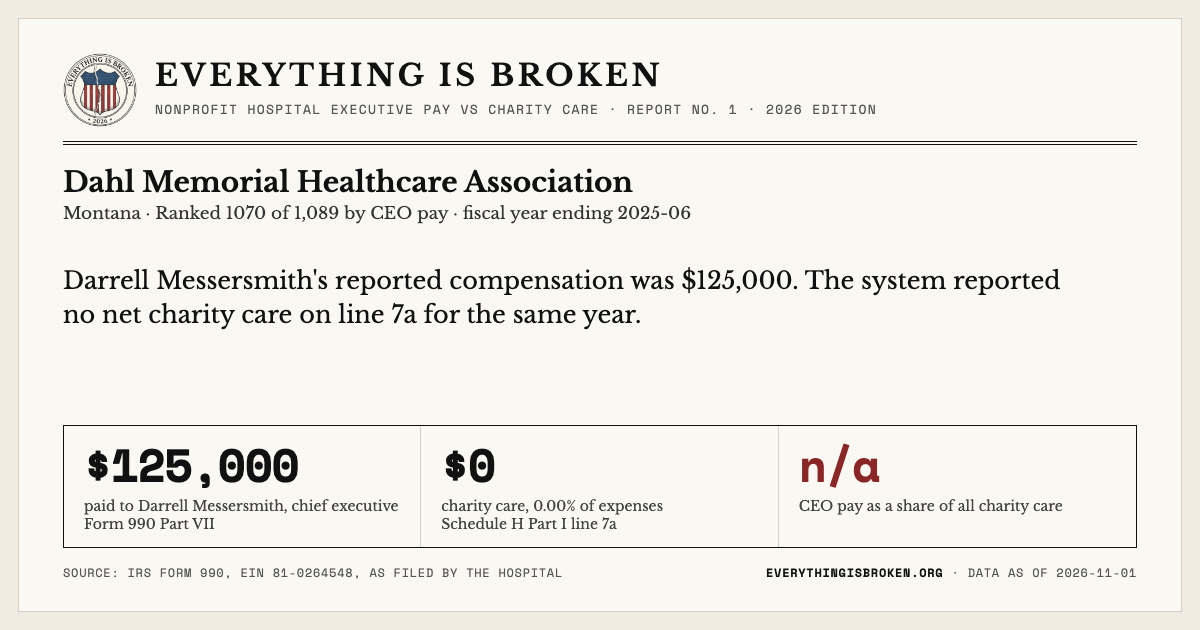 EVERYTHING IS BROKEN
· 2026 ·
EVERYTHING IS BROKEN
NONPROFIT HOSPITAL EXECUTIVE PAY VS CHARITY CARE · REPORT NO. 1 · 2026 EDITION
Dahl Memorial Healthcare Association
Montana · Ranked 1070 of 1,089 by CEO pay · fiscal year ending 2025-06
Darrell Messersmith's reported compensation was $125,000. The system reported
no net charity care on line 7a for the same year.
$125,000
paid to Darrell Messersmith, chief executive
Form 990 Part VII
$0
charity care, 0.00% of expenses
Schedule H Part I line 7a
n/a
CEO pay as a share of all charity care
SOURCE: IRS FORM 990, EIN 81-0264548, AS FILED BY THE HOSPITAL
EVERYTHINGISBROKEN.ORG · DATA AS OF 2026-11-01